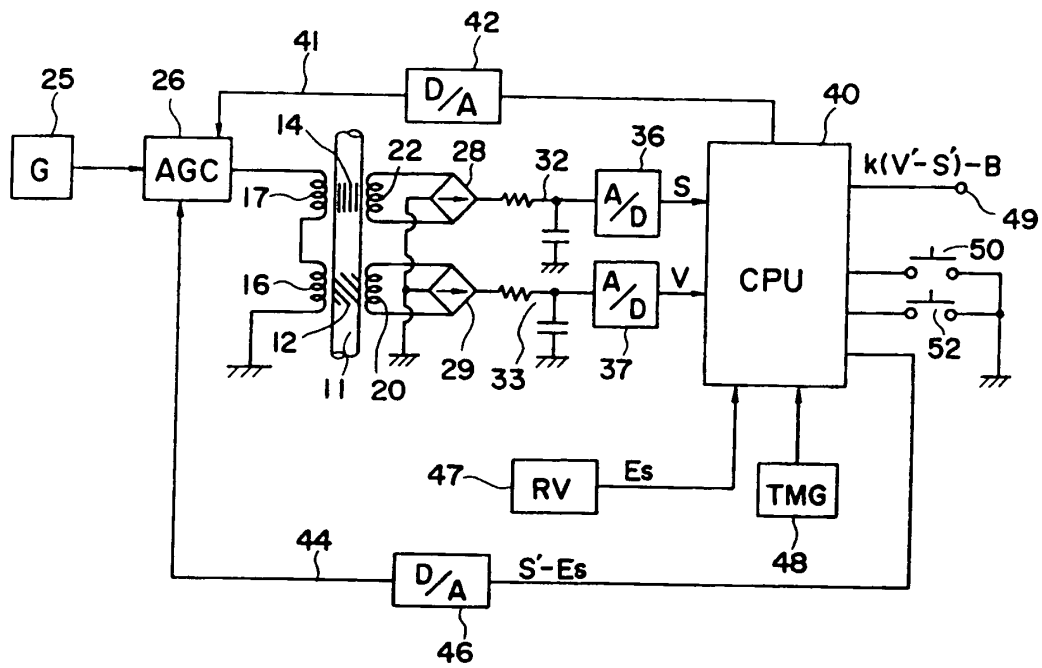 41
42
D/A
25
26
14
28
40
G
AGC
22
32
36
A/D
S
k(V′−S′)−B
17
49
50
CPU
16
A/D
V
12
52
11
20
29
33
37
47
RV
Es
TMG
48
44
D/A
S′−Es
46